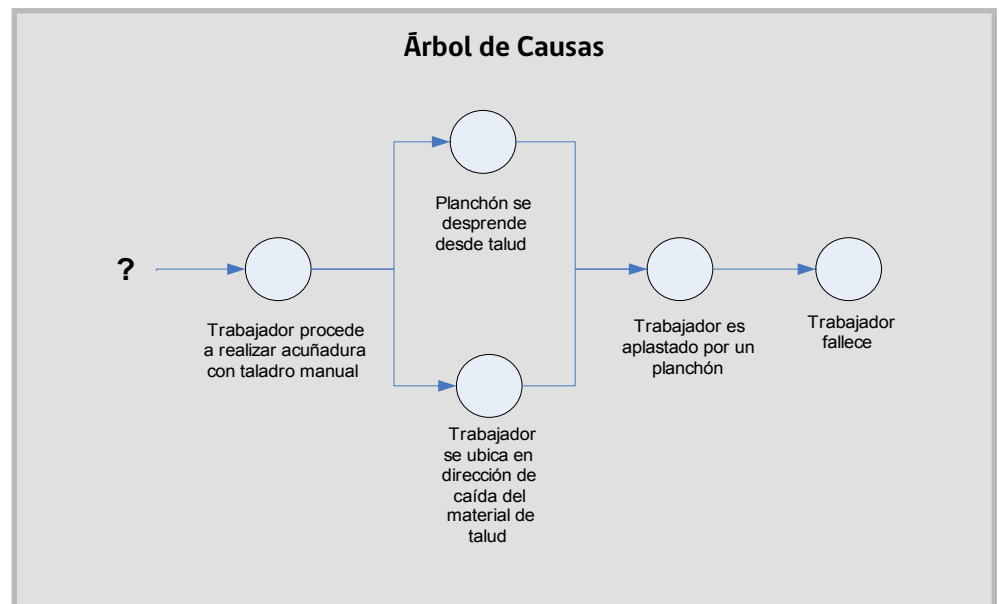 Árbol de Causas
Planchón se
desprende
desde talud
?
Trabajador procede
a realizar acuñadura
con taladro manual
Trabajador es
aplastado por un
planchón
Trabajador
fallece
Trabajador
se ubica en
dirección de
caída del
material de
talud